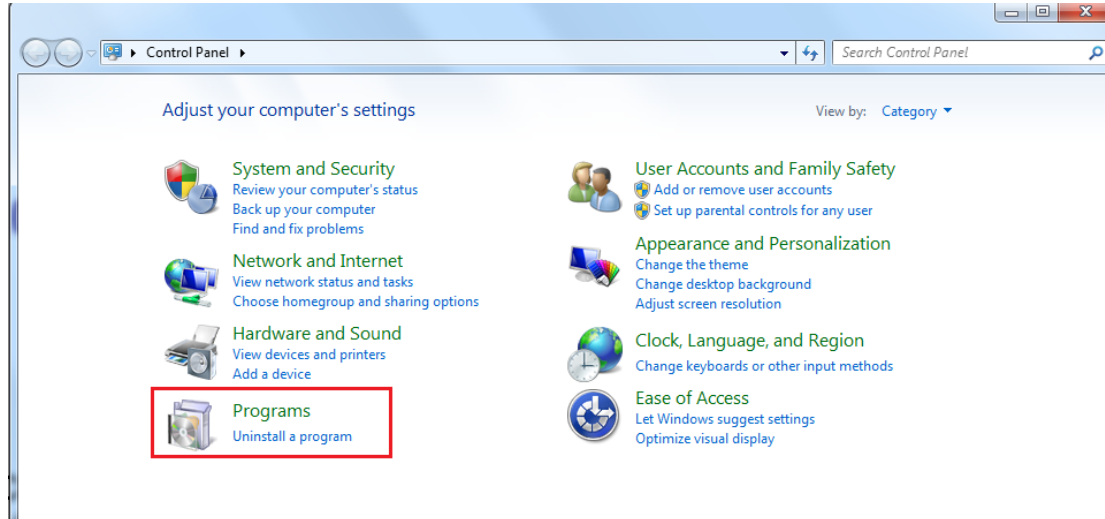 Control Panel
Search Control Panel
Adjust your computer's settings
View by: Category
System and Security
Review your computer's status
Back up your computer
Find and fix problems
Network and Internet
View network status and tasks
Choose homegroup and sharing options
Hardware and Sound
View devices and printers
Add a device
Programs
Uninstall a program
User Accounts and Family Safety
Add or remove user accounts
Set up parental controls for any user
Appearance and Personalization
Change the theme
Change desktop background
Adjust screen resolution
Clock, Language, and Region
Change keyboards or other input methods
Ease of Access
Let Windows suggest settings
Optimize visual display